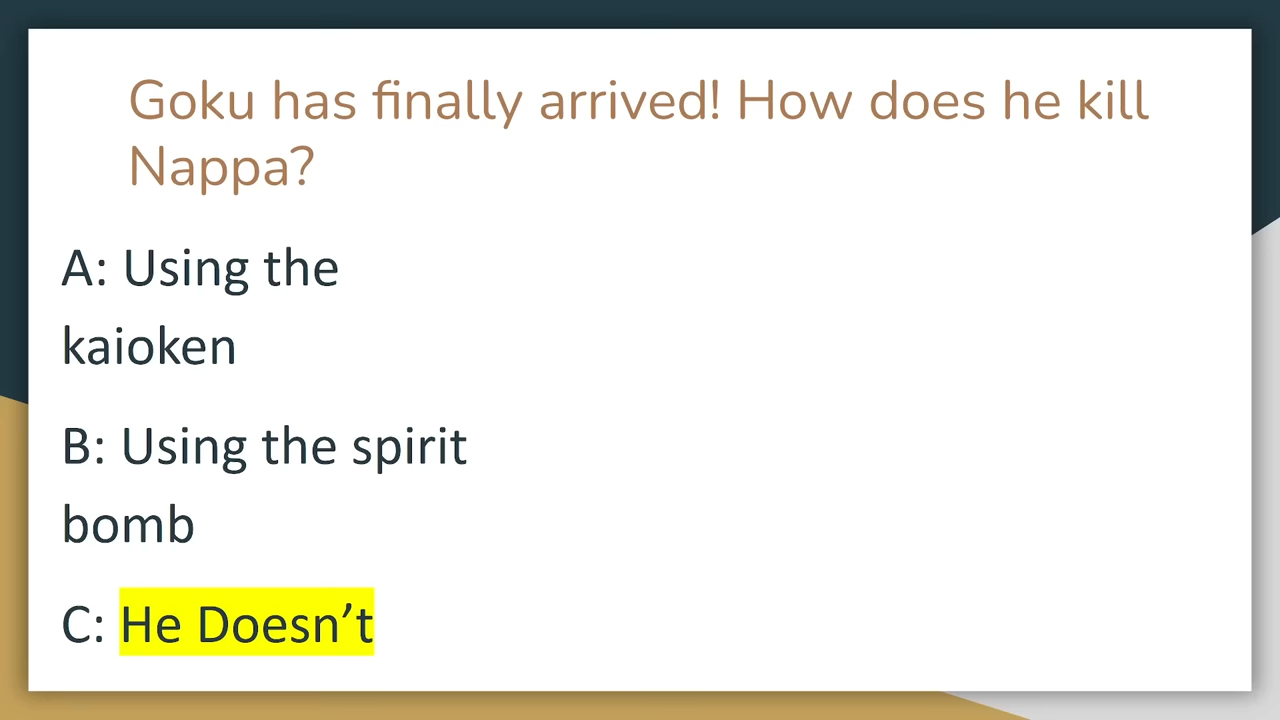 Goku has finally arrived! How does he kill
Nappa?
A: Using the
kaioken
B: Using the spirit
bomb
C: He Doesn’t